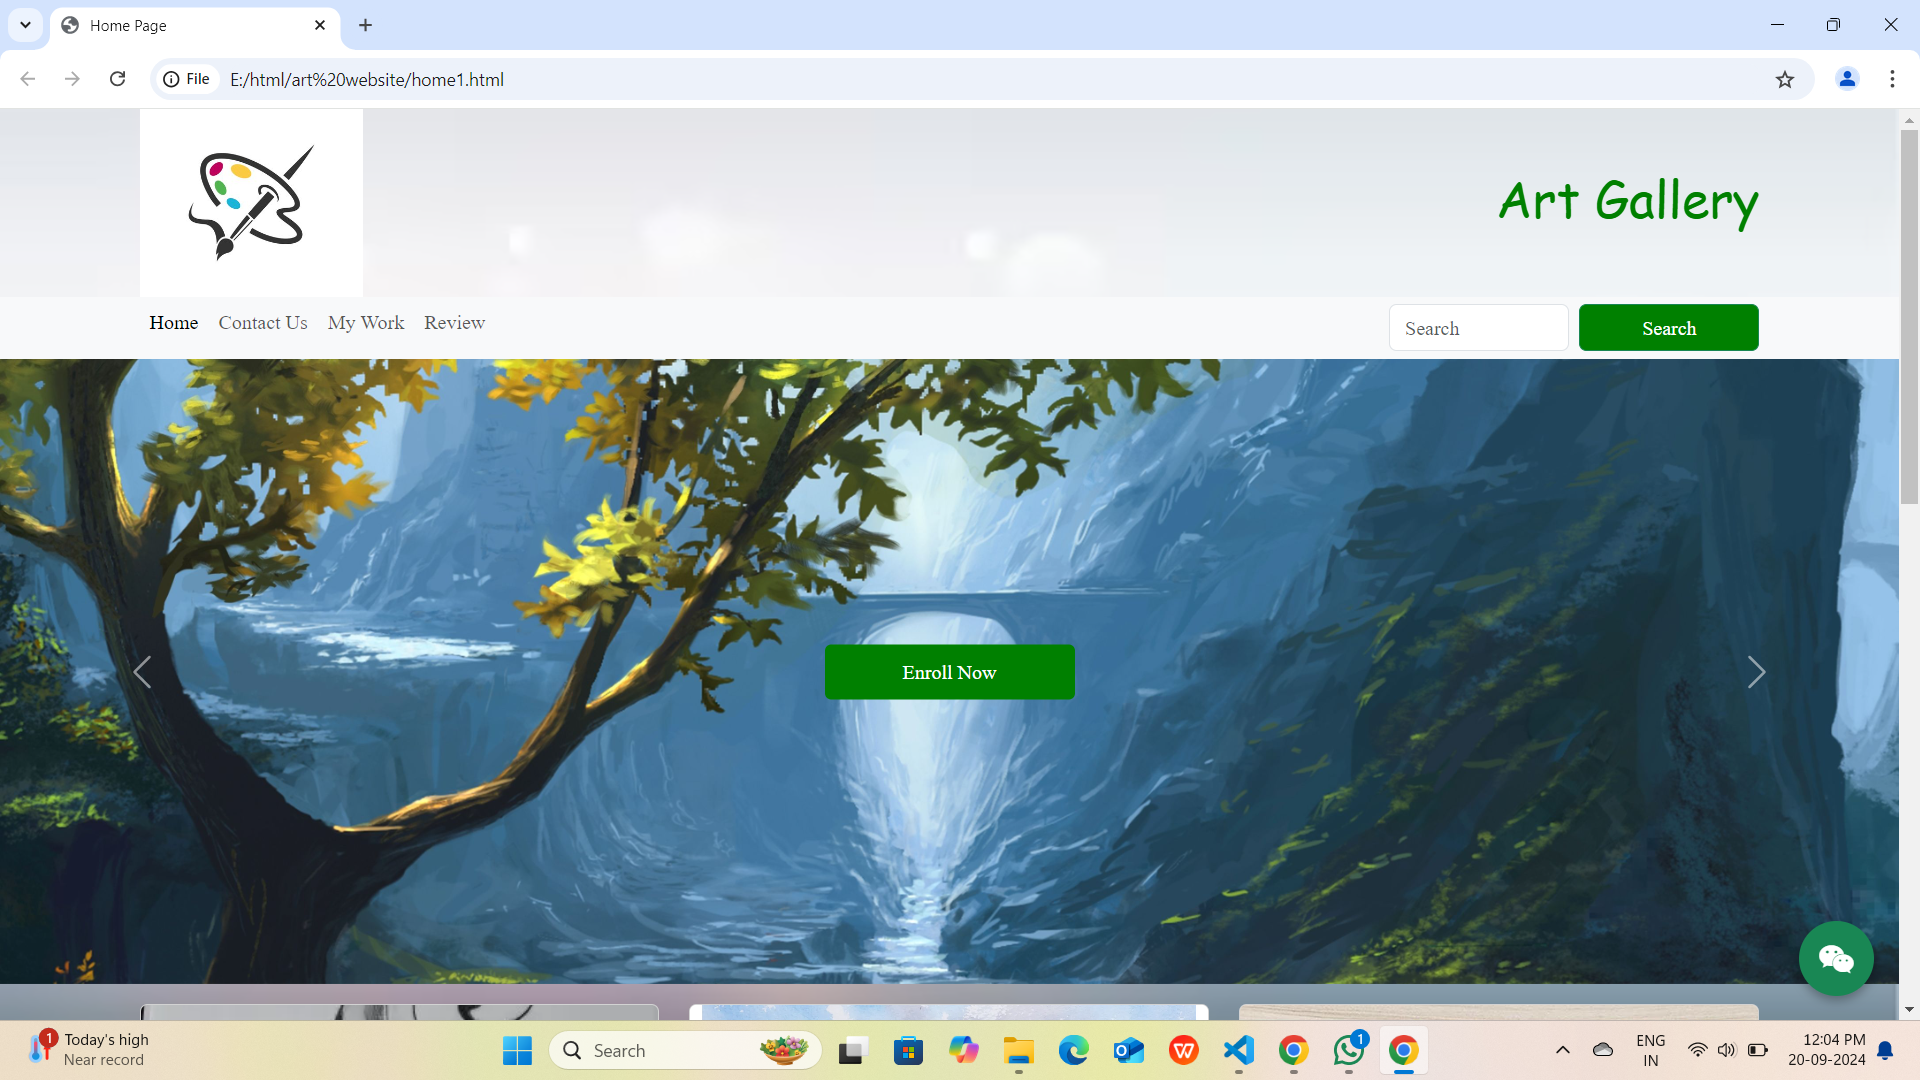 Home Page
File
E:/html/art%20website/home1.html
Art Gallery
Home Contact Us My Work Review
Search
Search
Enroll Now
1
Today's high
Near record
Search
1
ENG
IN
12:04 PM
20-09-2024